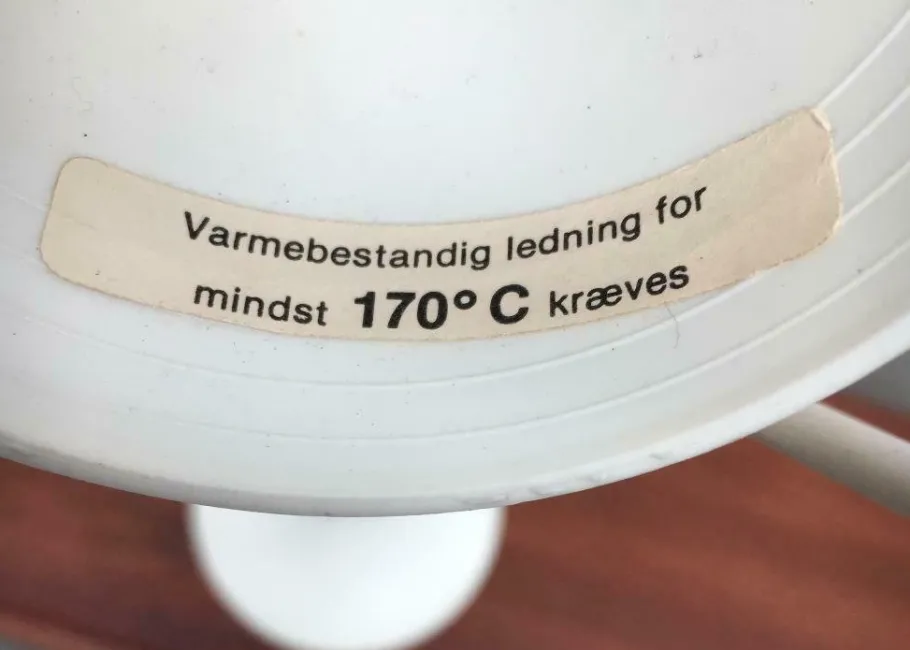 Varmebestandig ledning for
mindst 170° C kræves